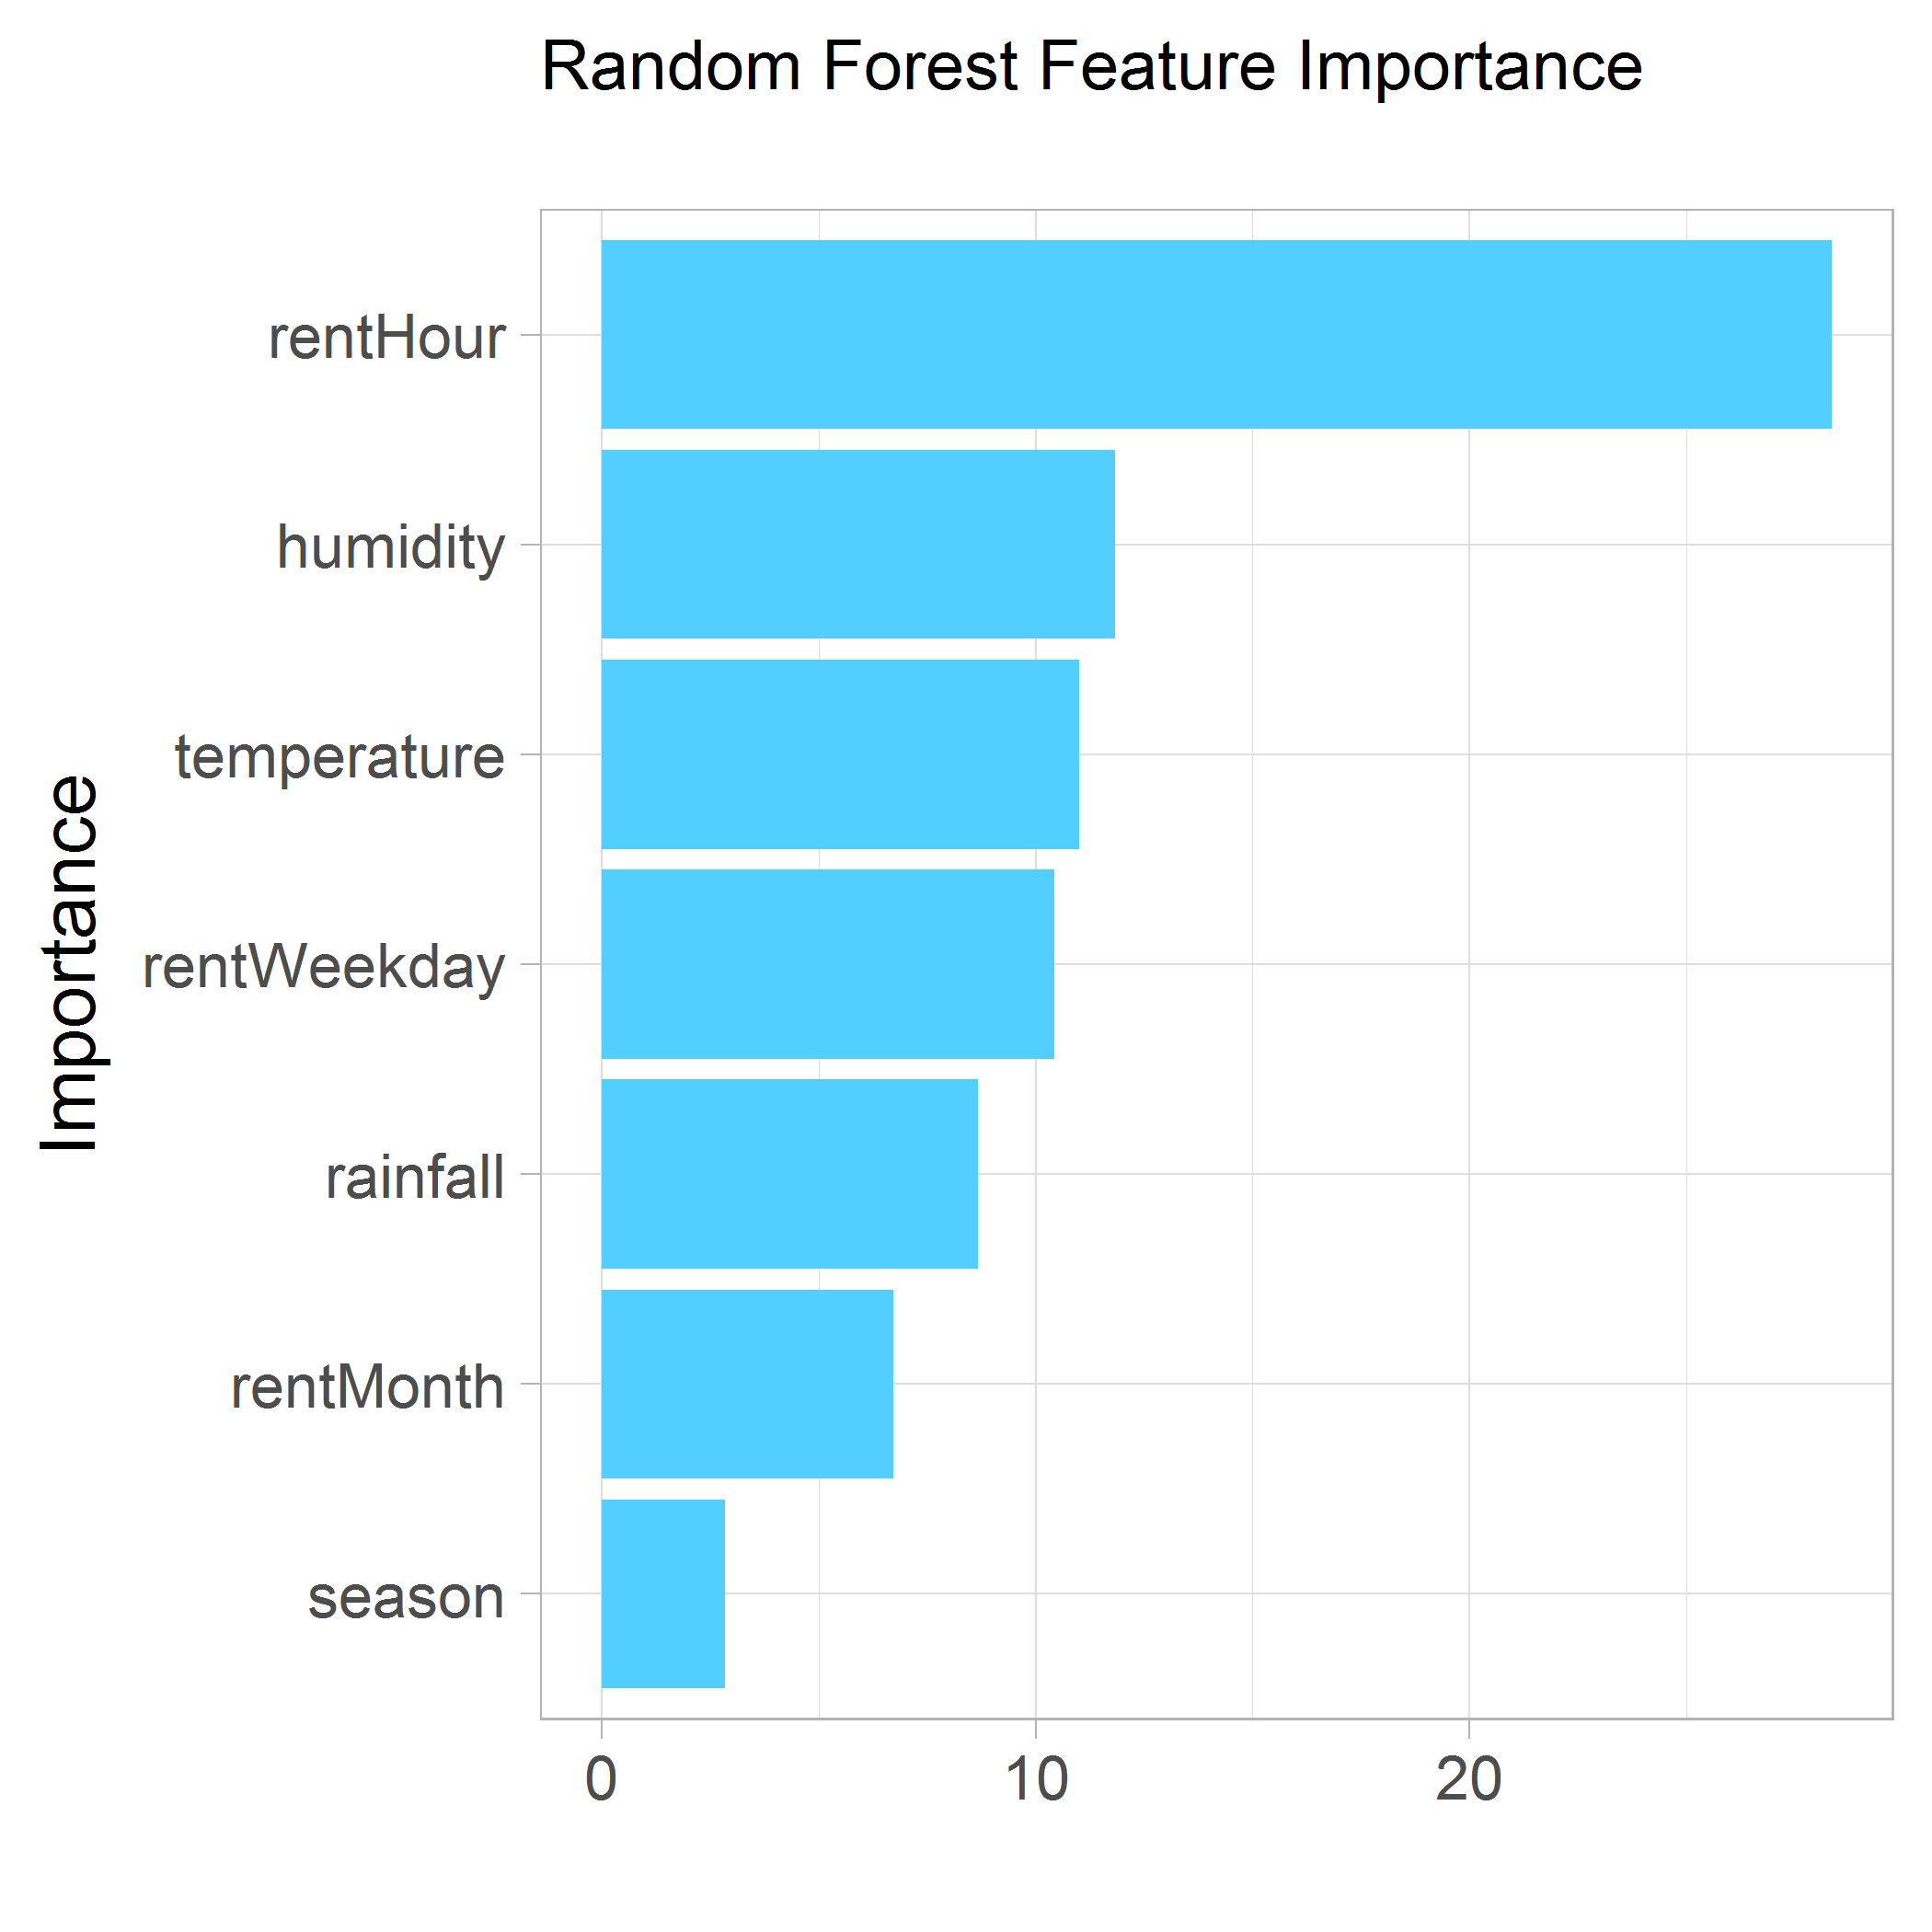 Random Forest Feature Importance
Importance
rentHour
humidity
temperature
rentWeekday
rainfall
rentMonth
season
0 10 20